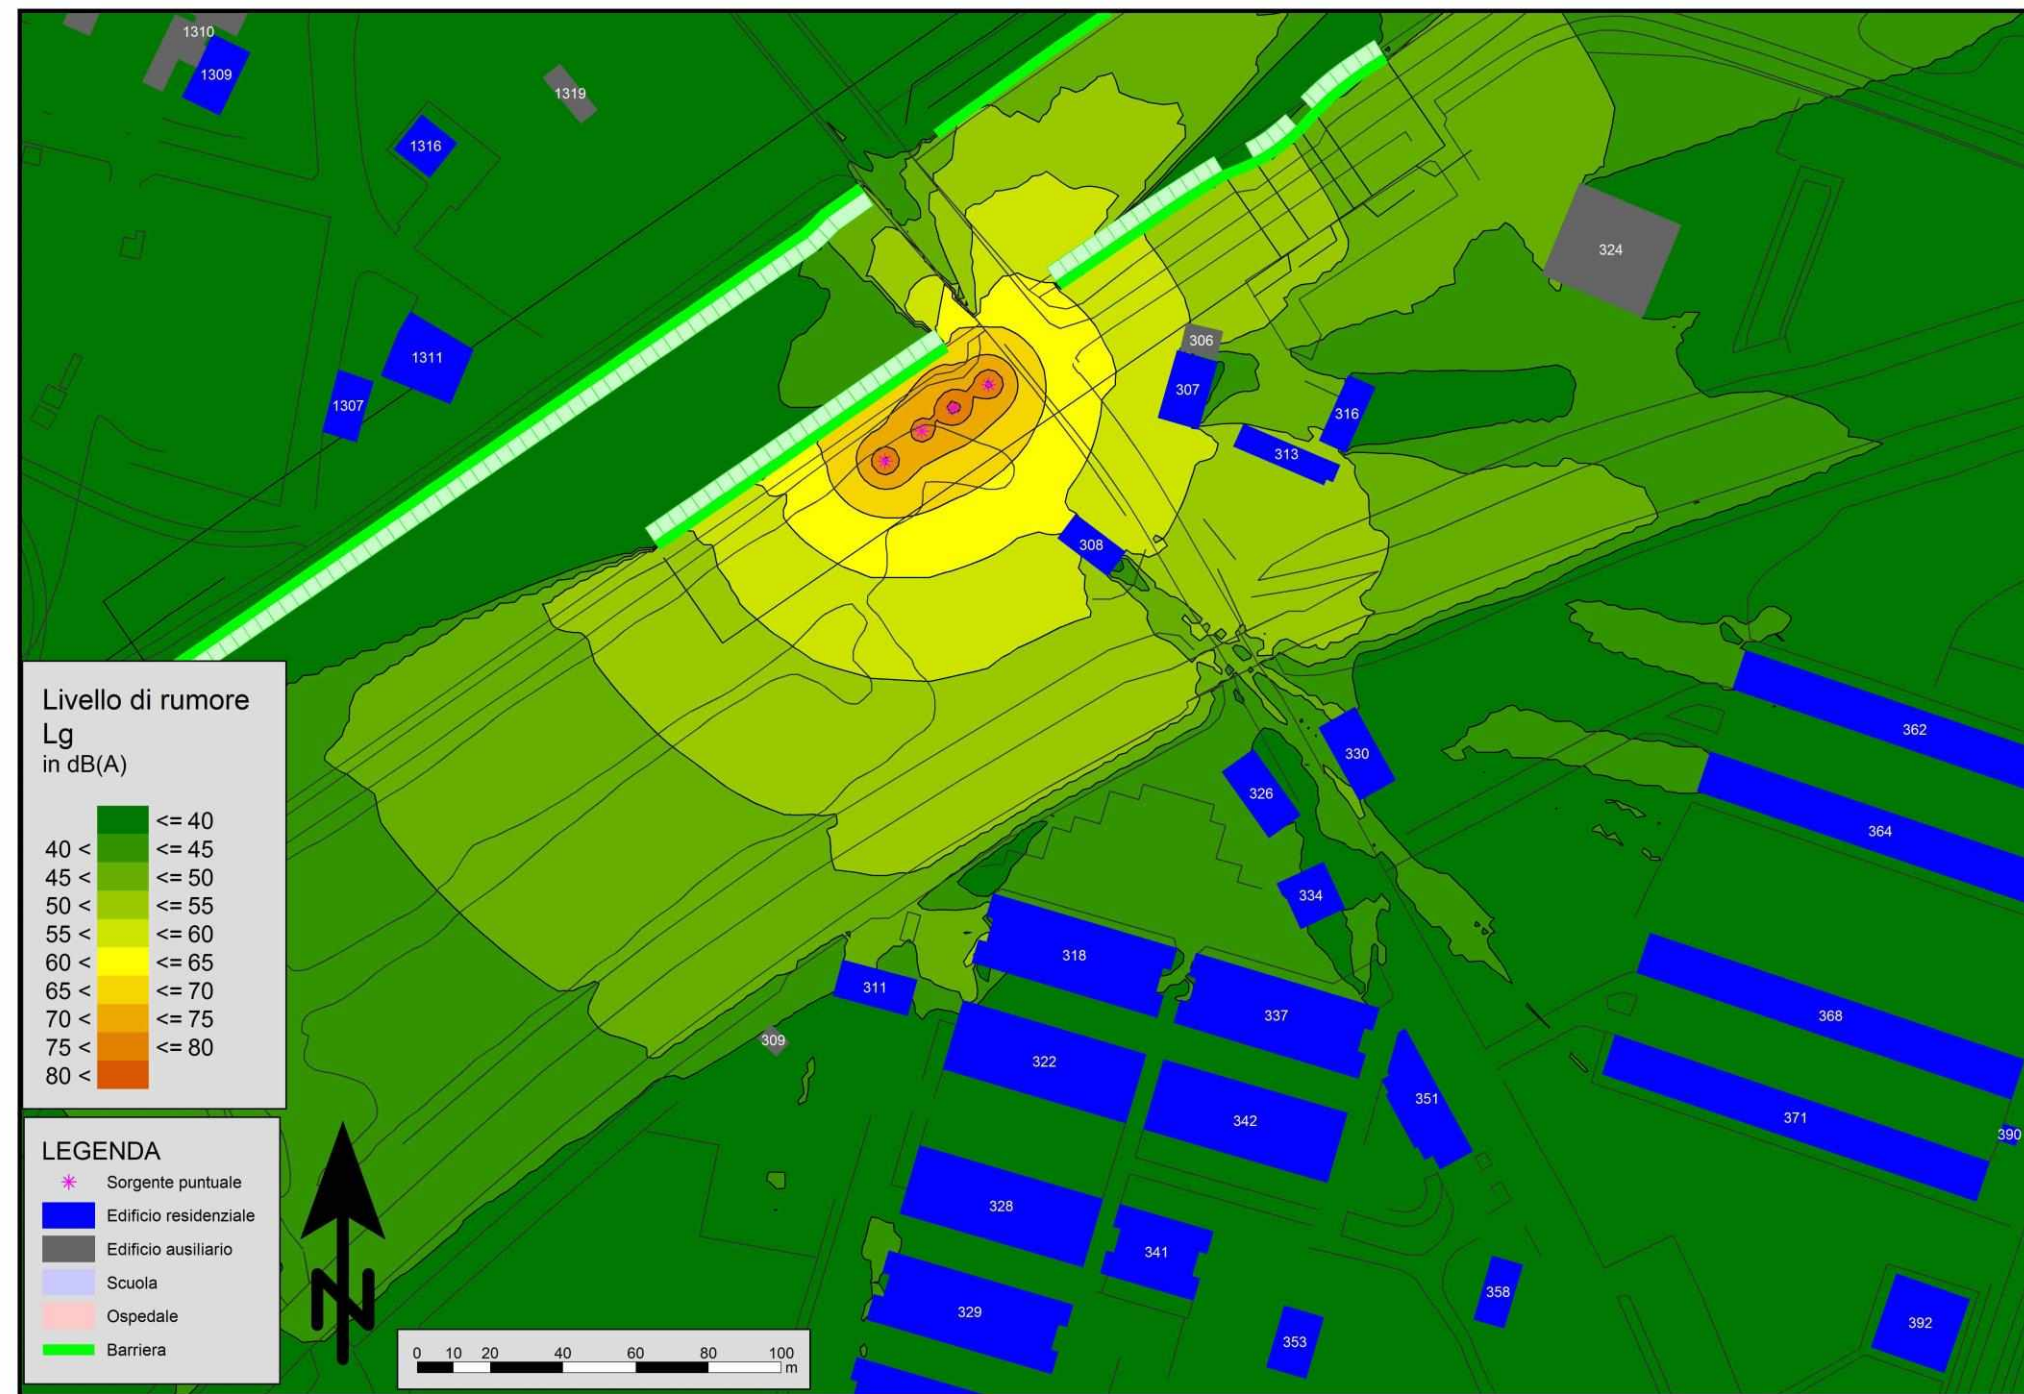 1310
1309
1319
1316
324
306
1311
307
1307
316
313
308
Livello di rumore
Lg
in dB(A)
<= 40
40 < <= 45
45 < <= 50
50 < <= 55
55 < <= 60
60 < <= 65
65 < <= 70
70 < <= 75
75 < <= 80
80 <
362
330
326
364
334
318
311
337
368
309
322
351
342
371
390
LEGENDA
Sorgente puntuale
Edificio residenziale
Edificio ausiliario
Scuola
Ospedale
Barriera
N
328
341
358
329
392
353
0 10 20 40 60 80 100
m